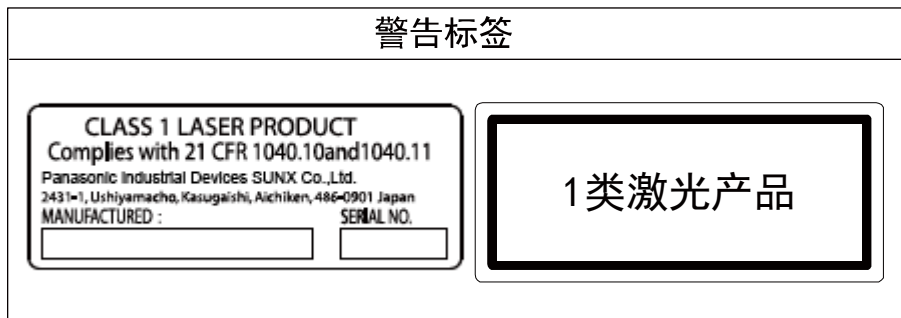 警告标签
CLASS 1 LASER PRODUCT
Complies with 21 CFR 1040.10and1040.11
Panasonic Industrial Devices SUNX Co.,Ltd.
2431-1, Ushiyamacho, Kasugaishi, Aichiken, 486-0901 Japan
MANUFACTURED : SERIAL NO.
1类激光产品